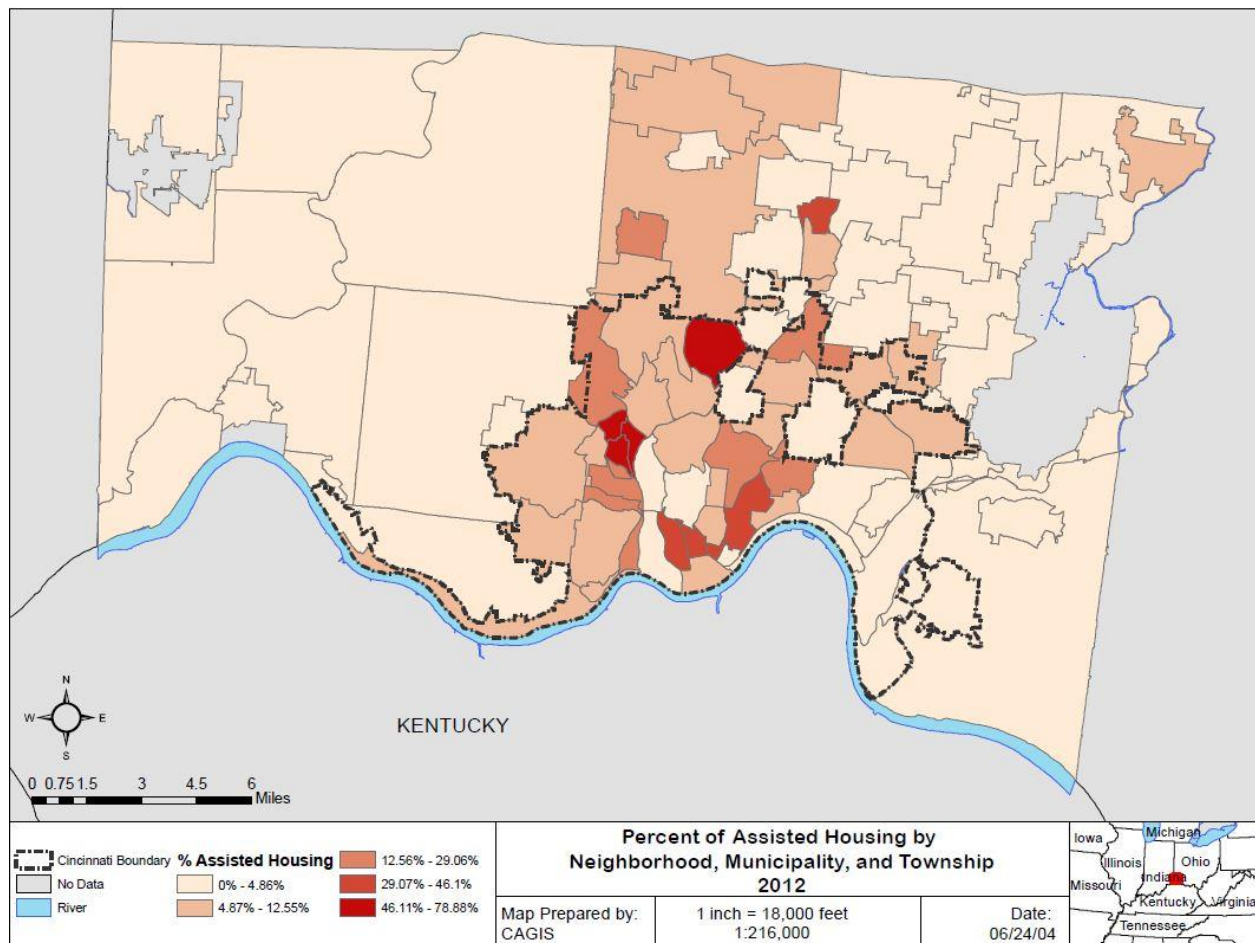 KENTUCKY
N
W
E
S
0 0.75 1.5 3 4.5 6
Miles
Cincinnati Boundary
No Data
River
% Assisted Housing
0% - 4.86%
4.87% - 12.55%
12.56% - 29.06%
29.07% - 46.1%
46.11% - 78.88%
Percent of Assisted Housing by
Neighborhood, Municipality, and Township
2012
Map Prepared by:
CAGIS
1 inch = 18,000 feet
1:216,000
Date:
06/24/04
Iowa
Michigan
Illinois
Ohio
Indiana
Missouri
Kentucky
Virginia
Tennessee